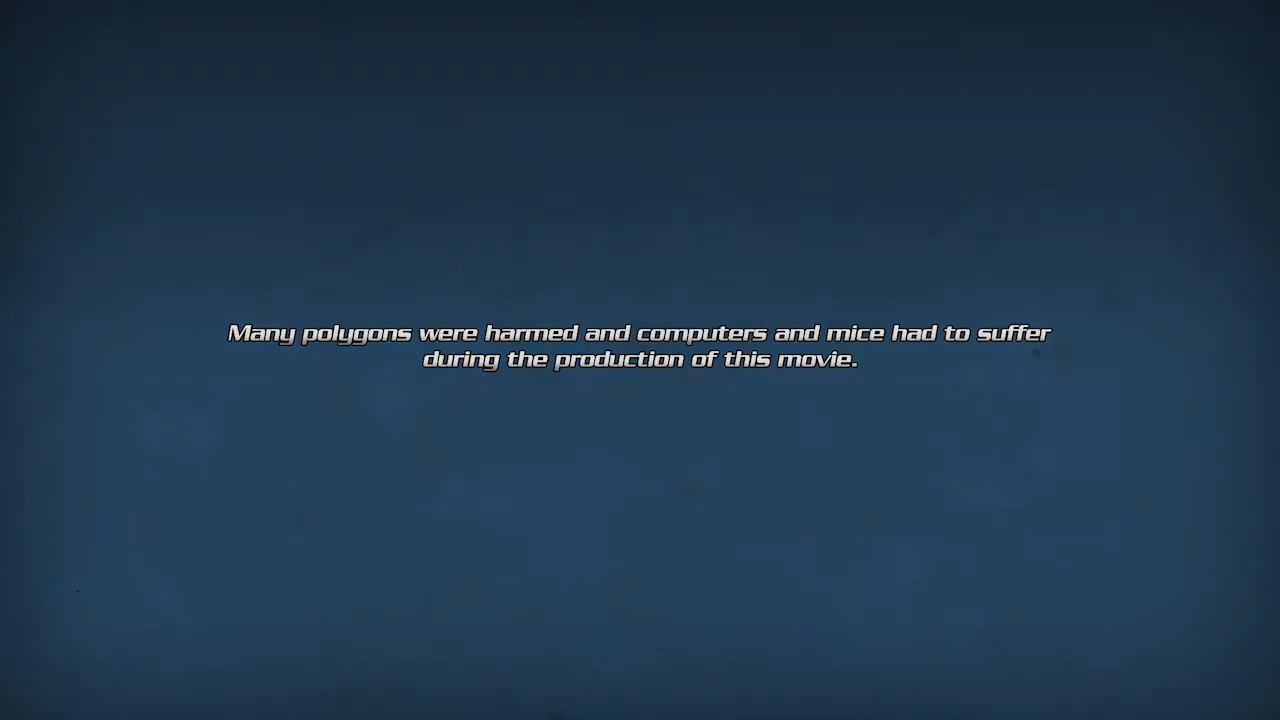 Many polygons were harmed and computers and mice had to suffer
during the production of this movie.